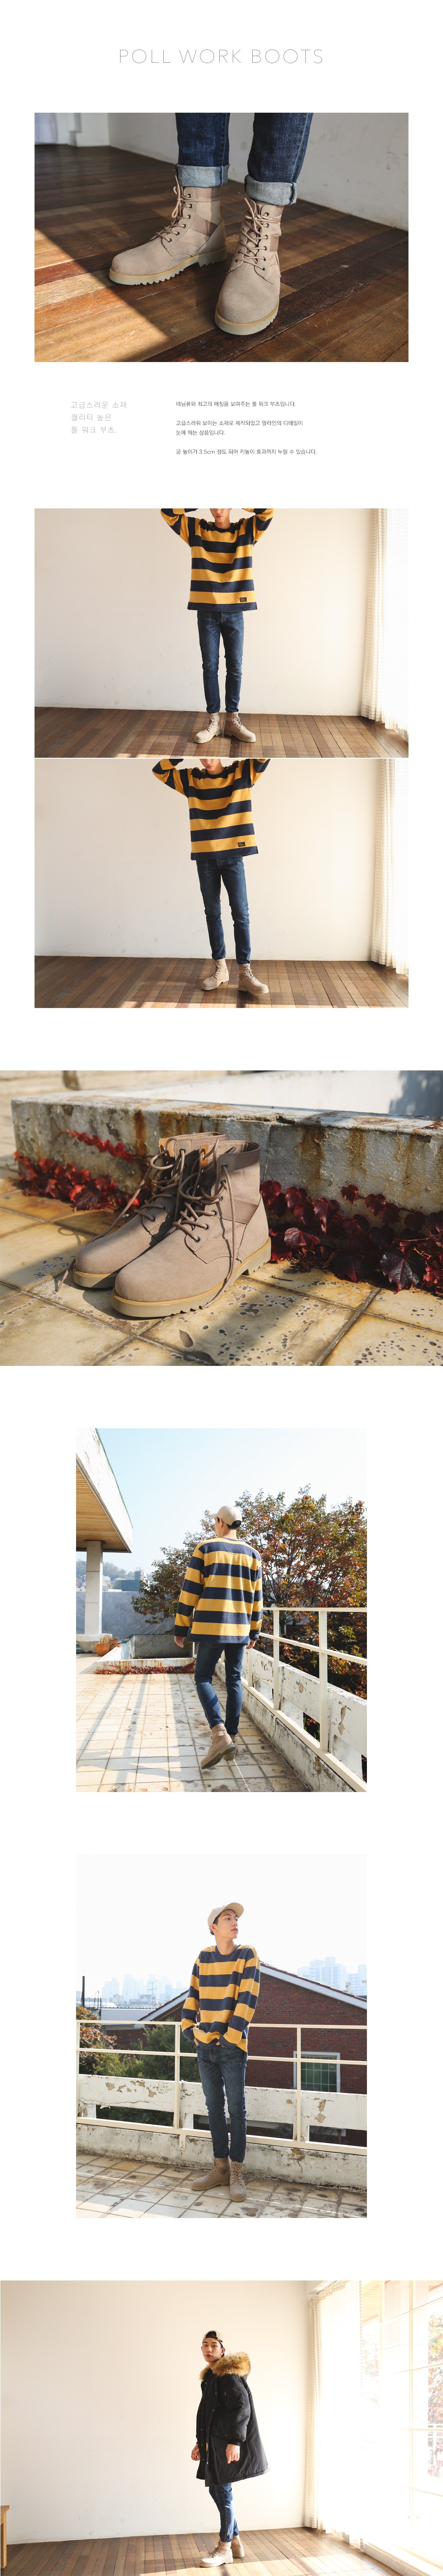 POLL WORK BOOTS
고급스러운 소재
퀄리티 높은
폴 워크 부츠.
데님류와 최고의 매칭을 보여주는 폴 워크 부츠입니다.
고급스러워 보이는 소재로 제작되었고 옆라인의 디테일이
눈에 띄는 상품입니다.
굽 높이가 3.5cm 정도 되어 키높이 효과까지 누릴 수 있습니다.